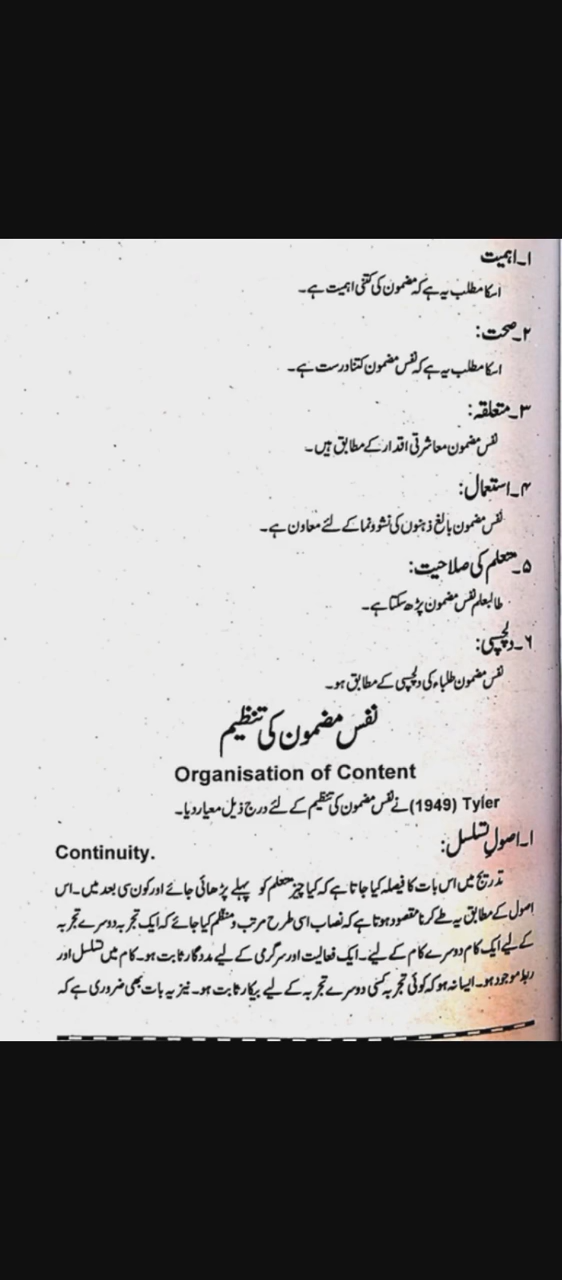 ۱۔اہمیت
اسکا مطلب یہ ہے کہ مضمون کی کتنی اہمیت ہے۔
۲۔صحت:
اسکا مطلب یہ ہے کہ نفس مضمون کتنا درست ہے۔
۳۔متعلقہ:
نفس مضمون معاشرتی اقدار کے مطابق ہیں۔
۴۔استعمال:
نفس مضمون بالغ ذہنوں کی نشوونما کے لئے معاون ہے۔
۵۔متعلم کی صلاحیت:
طالبعلم نفس مضمون پڑھ سکتا ہے۔
۶۔دلچسپی:
نفس مضمون طلباء کی دلچسپی کے مطابق ہو۔
نفس مضمون کی تنظیم
Organisation of Content
Tyler (1949) نے نفس مضمون کی تنظیم کے لئے درج ذیل معیار دیا۔
۱۔اصولِ تسلسل: Continuity.
تدریج میں اس بات کا فیصلہ کیا جاتا ہے کہ کیا چیز متعلم کو پہلے پڑھائی جائے اور کون سی بعد میں۔ اس
اصول کے مطابق یہ طے کرنا مقصود ہوتا ہے کہ نصاب اسی طرح مرتب و منظم کیا جائے کہ ایک تجربہ دوسرے تجربہ
کے لیے ایک کام دوسرے کام کے لیے۔ ایک فعالیت اور سرگرمی کے لیے مددگار ثابت ہو۔ کام میں تسلسل اور
ربط موجود ہو۔ ایسا نہ ہو کہ کوئی تجربہ کسی دوسرے تجربہ کے لیے بیکار ثابت ہو۔ نیز یہ بات بھی ضروری ہے کہ